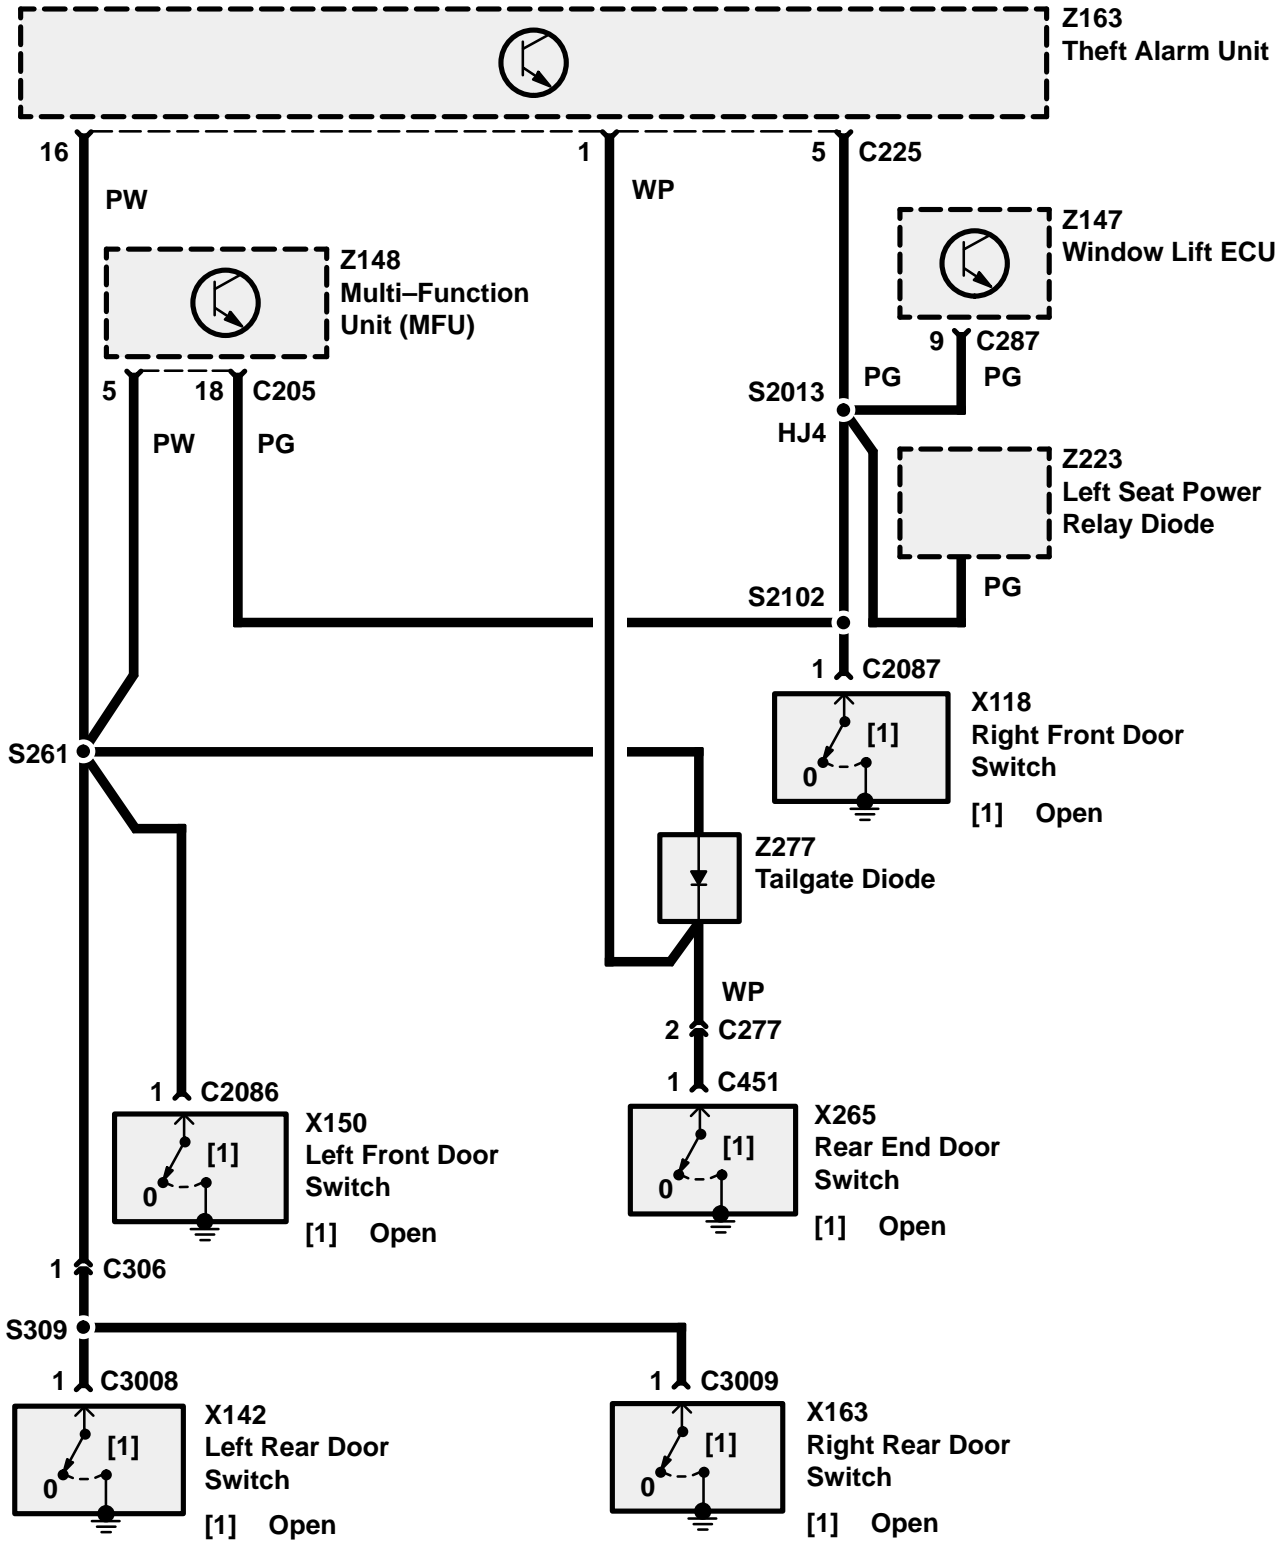 Z163
Theft Alarm Unit
16
1
5 C225
PW
WP
Z147
Window Lift ECU
Z148
Multi–Function
Unit (MFU)
9 C287
5
18 C205
S2013
PG
PG
HJ4
PW
PG
Z223
Left Seat Power
Relay Diode
PG
S2102
1 C2087
X118
Right Front Door
Switch
[1]
0
[1] Open
S261
Z277
Tailgate Diode
WP
2 C277
1 C451
1 C2086
X150
Left Front Door
Switch
[1]
0
[1] Open
X265
Rear End Door
Switch
[1]
0
[1] Open
1 C306
S309
1 C3008
1 C3009
X142
Left Rear Door
Switch
[1]
0
[1] Open
X163
Right Rear Door
Switch
[1]
0
[1] Open